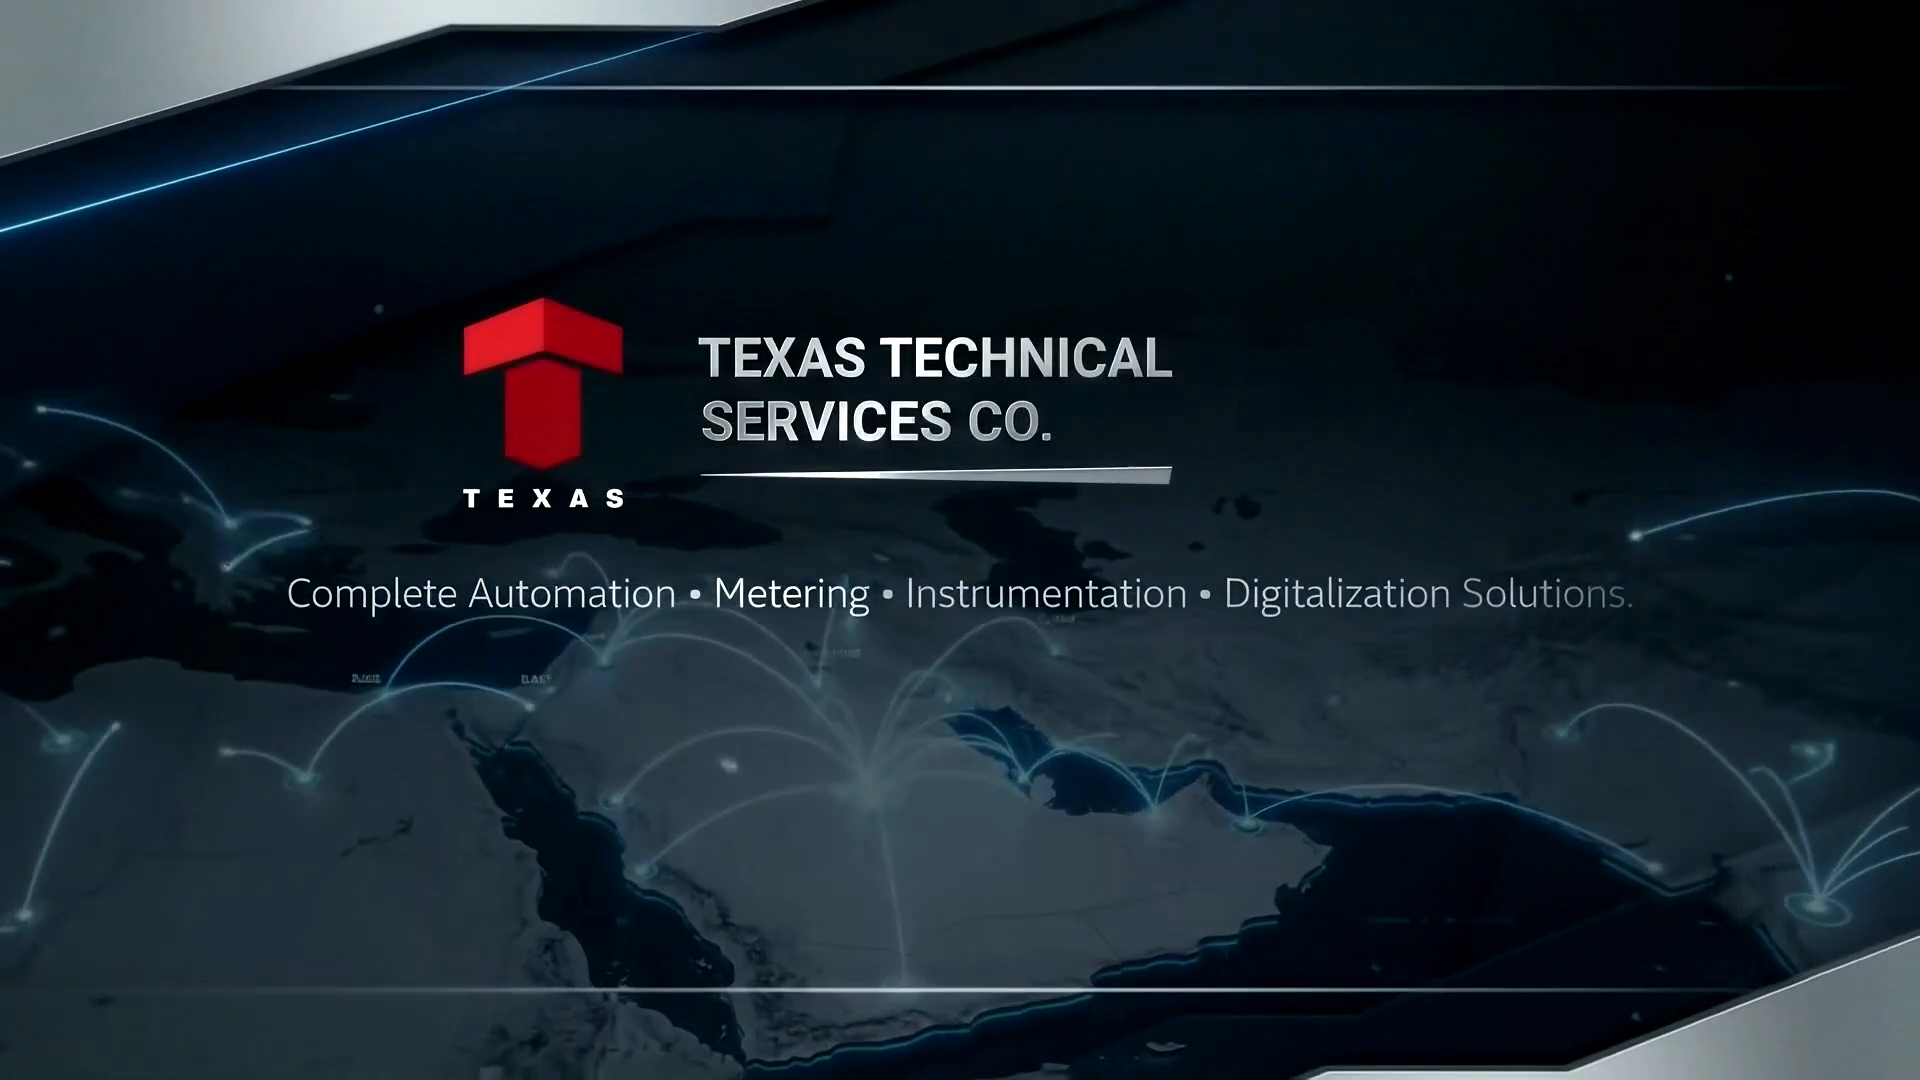 TEXAS TECHNICAL
SERVICES CO.
TEXAS
Complete Automation • Metering • Instrumentation • Digitalization Solutions.